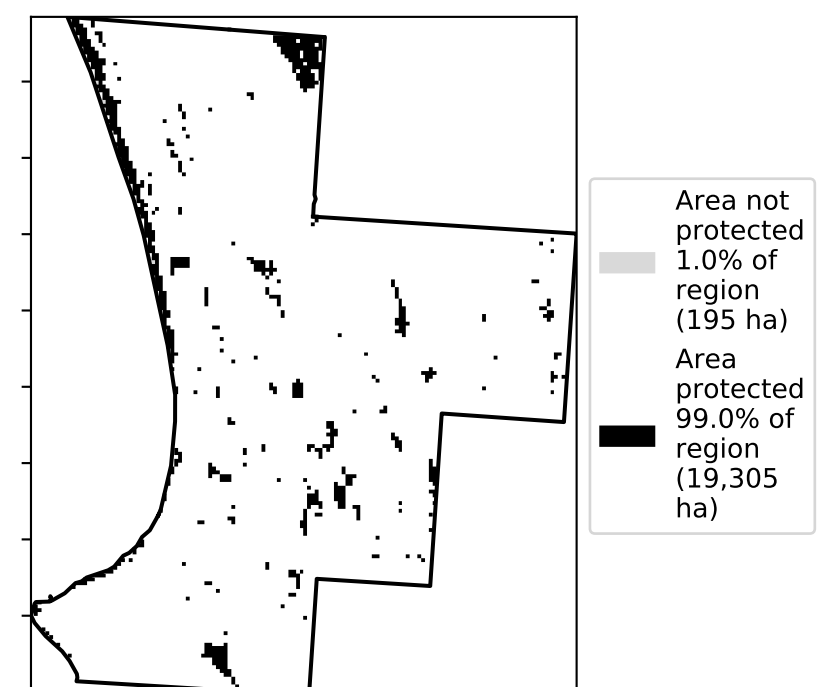 Area not
protected
1.0% of
region
(195 ha)
Area
protected
99.0% of
region
(19,305
ha)